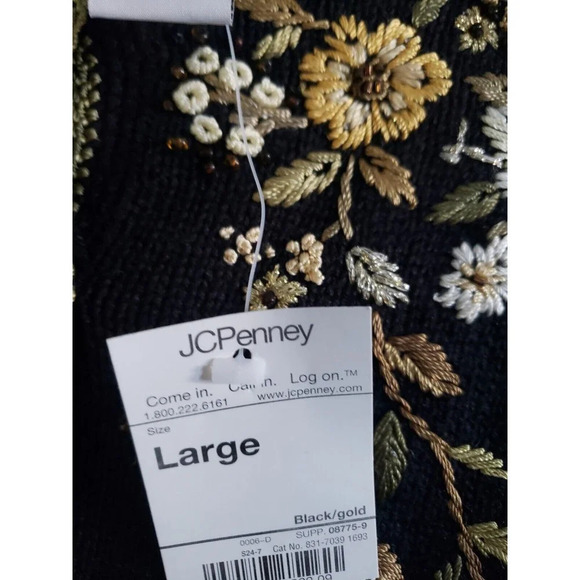 JCPenney
Come in. Call in. Log on.™
1.800.222.6161 www.jcpenney.com
Size
Large
Black/gold
0006-D SUPP. 08775-9
S24-7 Cat No. 831-7039 1693